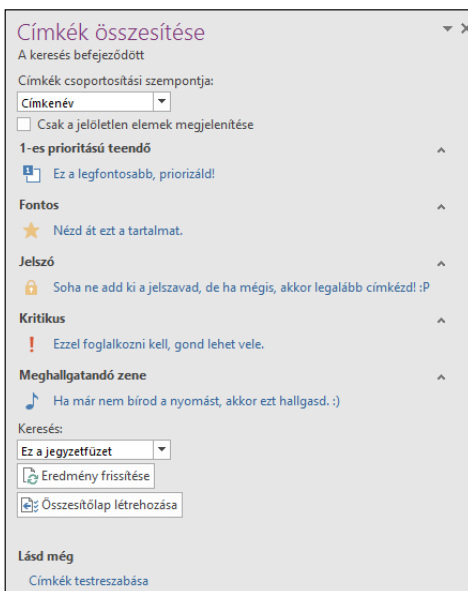 Címkék összesítése
A keresés befejeződött
Címkék csoportosítási szempontja:
Címkenév
Csak a jelöletlen elemek megjelenítése
1-es prioritású teendő
1
Ez a legfontosabb, priorizáld!
Fontos
Nézd át ezt a tartalmat.
Jelszó
Soha ne add ki a jelszavad, de ha mégis, akkor legalább címkézd! :P
Kritikus
Ezzel foglalkozni kell, gond lehet vele.
Meghallgatandó zene
Ha már nem bírod a nyomást, akkor ezt hallgasd. :)
Keresés:
Ez a jegyzetfüzet
Eredmény frissítése
Összesítőlap létrehozása
Lásd még
Címkék testreszabása